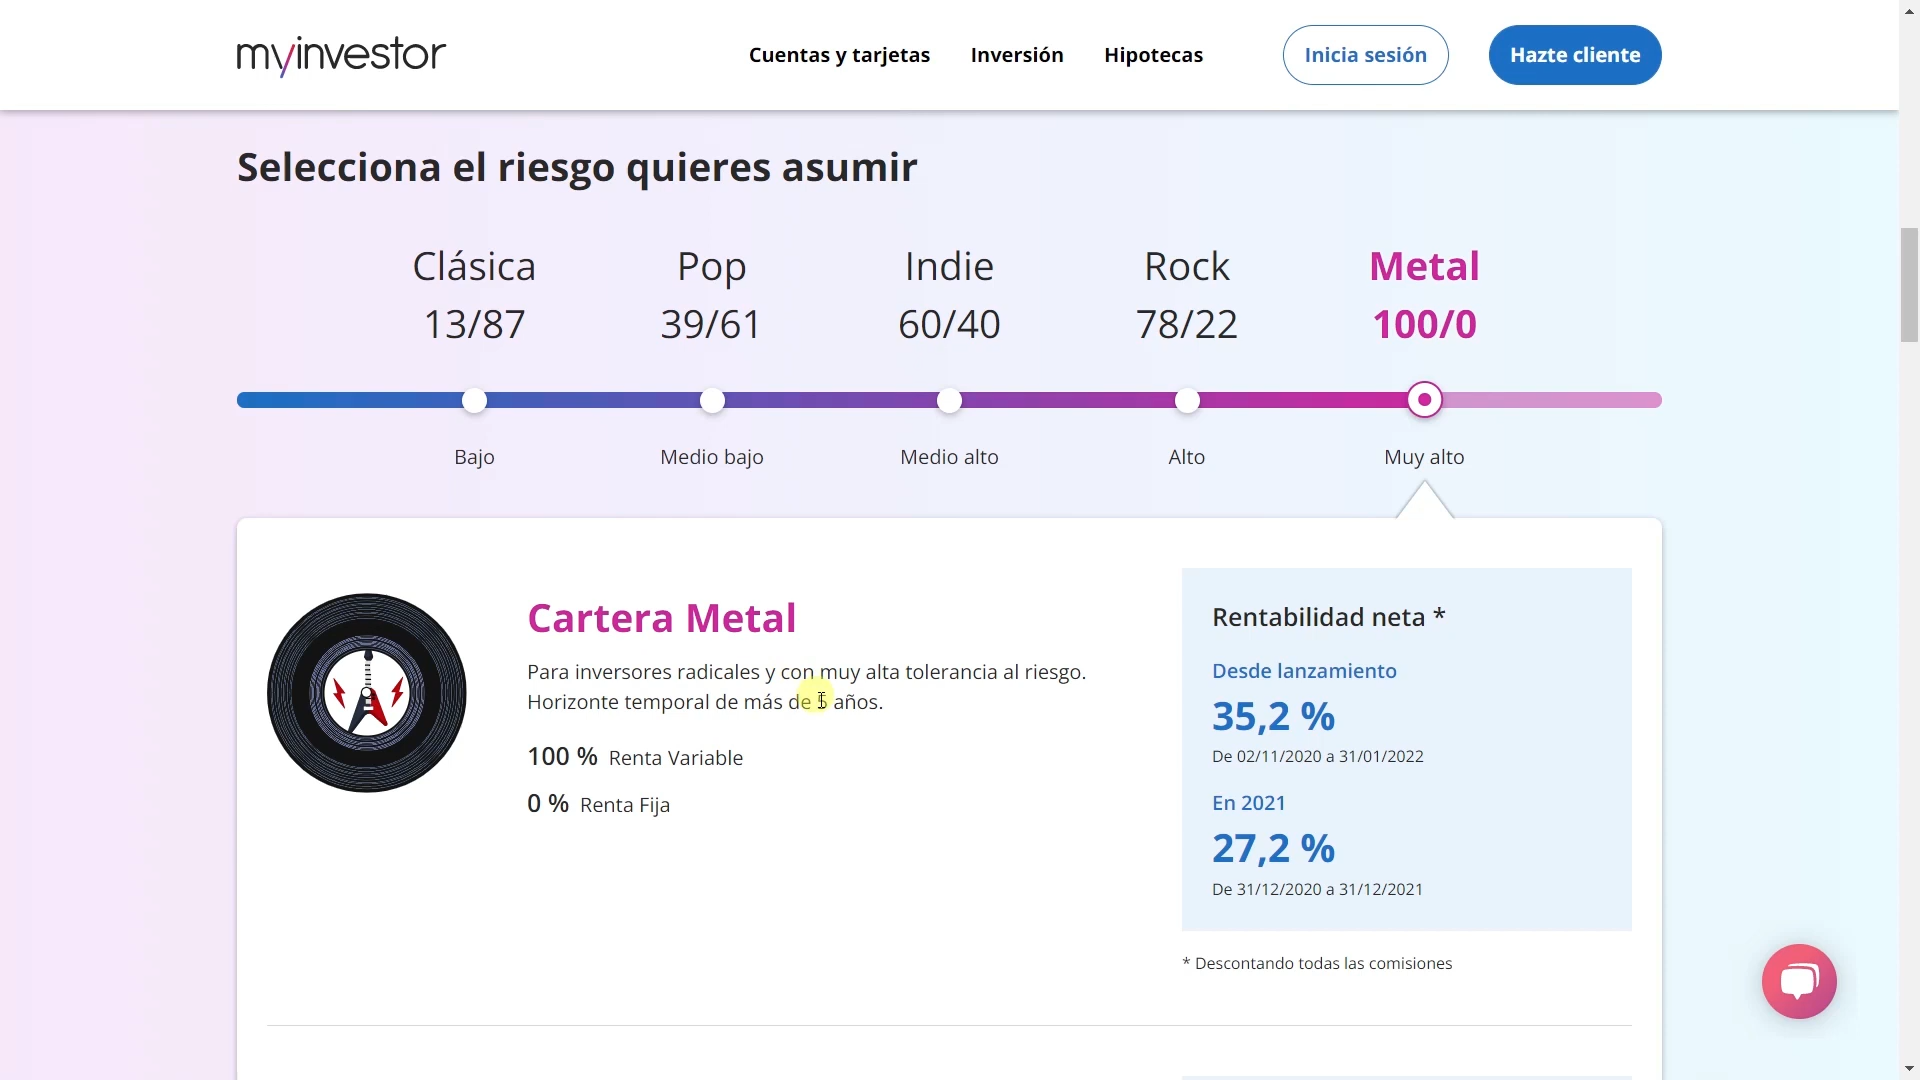 myinvestor
Cuentas y tarjetas
Inversión
Hipotecas
Inicia sesión
Hazte cliente
Selecciona el riesgo quieres asumir
Clásica
13/87
Pop
39/61
Indie
60/40
Rock
78/22
Metal
100/0
Bajo
Medio bajo
Medio alto
Alto
Muy alto
Cartera Metal
Para inversores radicales y con muy alta tolerancia al riesgo.
Horizonte temporal de más de 5 años.
100 % Renta Variable
0 % Renta Fija
Rentabilidad neta *
Desde lanzamiento
35,2 %
De 02/11/2020 a 31/01/2022
En 2021
27,2 %
De 31/12/2020 a 31/12/2021
* Descontando todas las comisiones